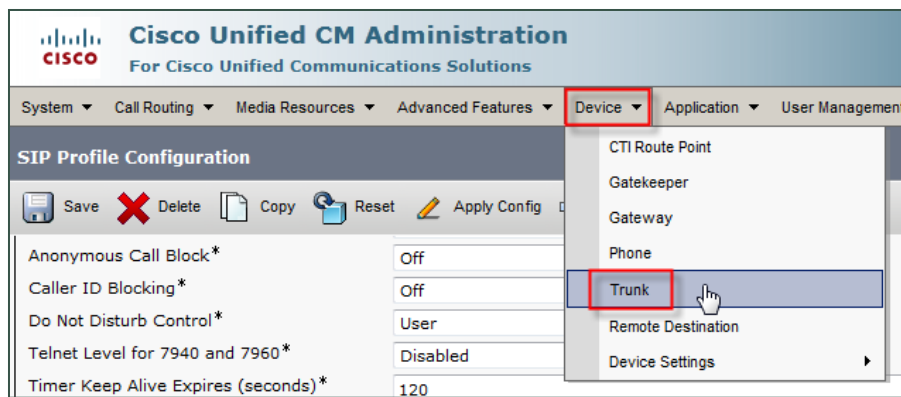 Cisco Unified CM Administration
CISCO
For Cisco Unified Communications Solutions
System Call Routing Media Resources Advanced Features Device Application User Management
SIP Profile Configuration
CTI Route Point
Gatekeeper
Save Delete Copy Reset Apply Config
Gateway
Anonymous Call Block* Off
Phone
Caller ID Blocking* Off
Trunk
Do Not Disturb Control* User
Remote Destination
Telnet Level for 7940 and 7960* Disabled
Device Settings
Timer Keep Alive Expires (seconds)* 120